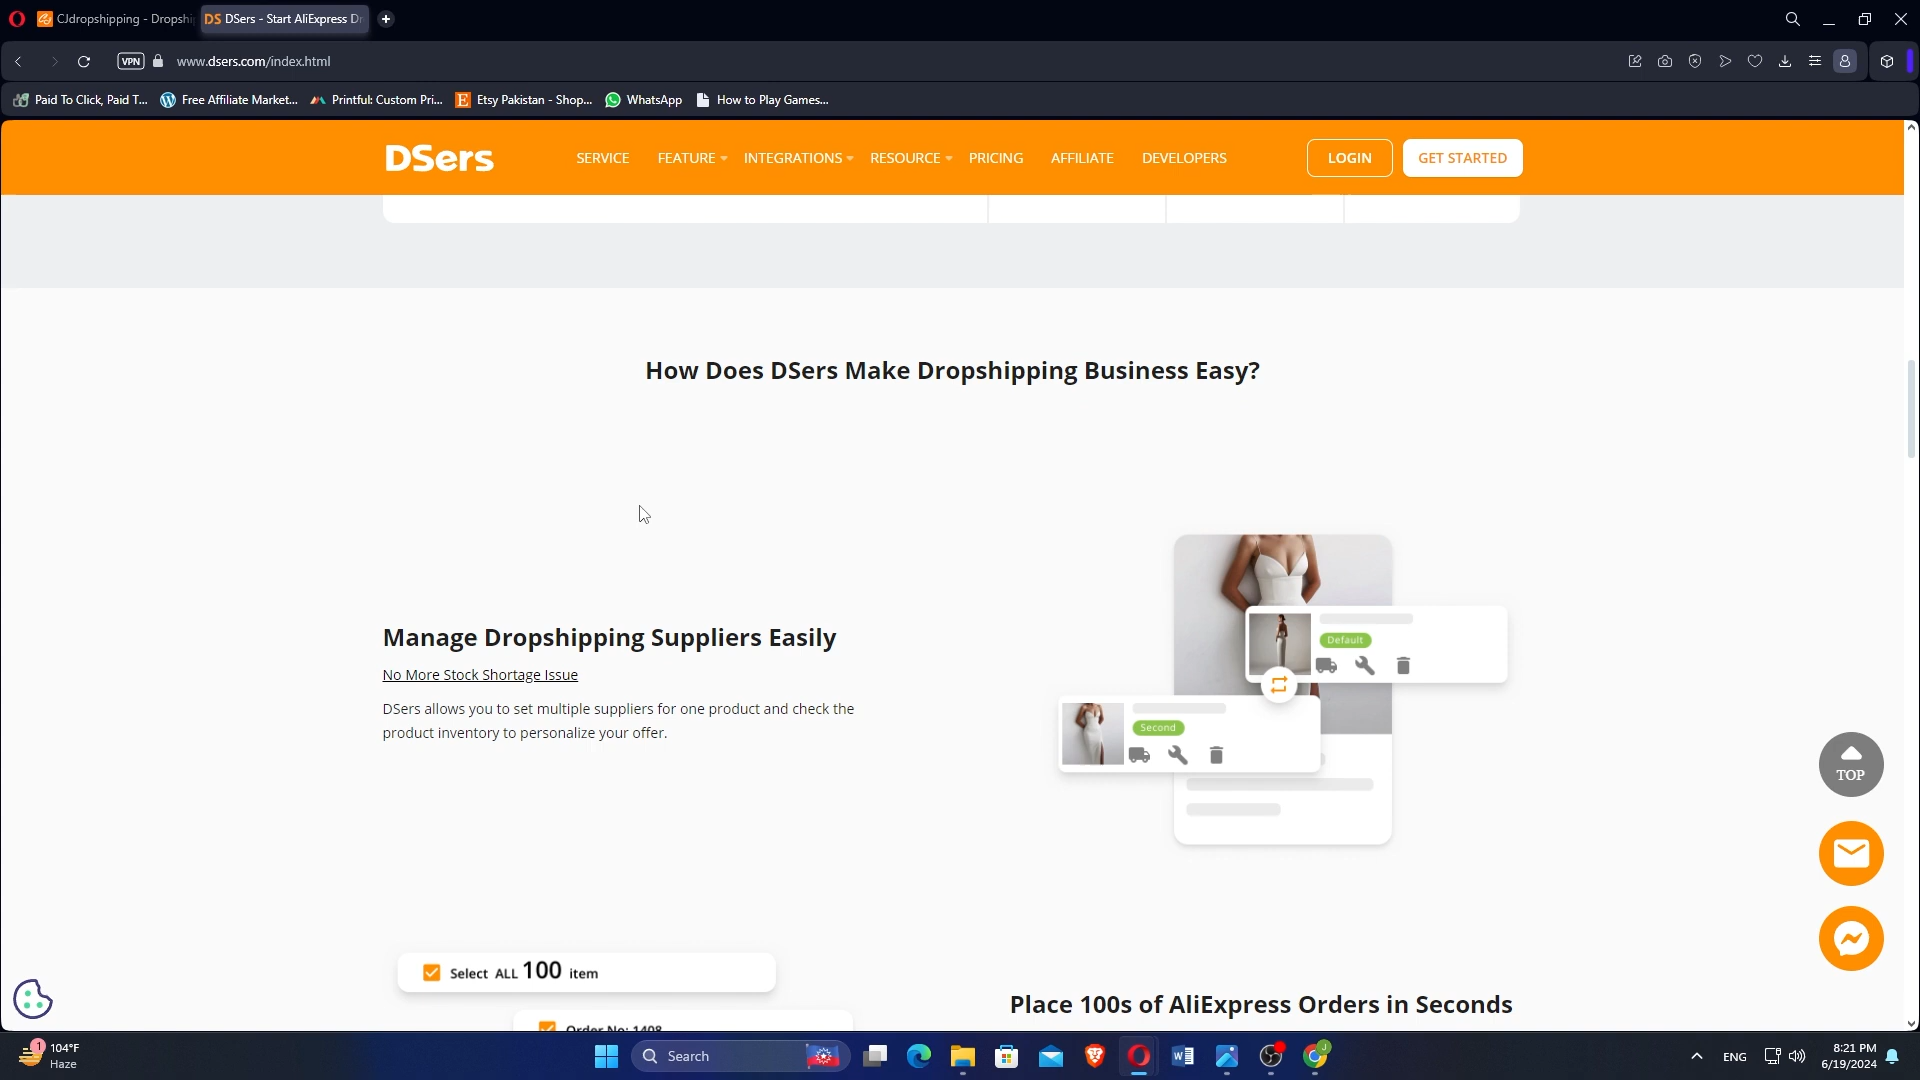 CJdropshipping - Dropshi
DS DSers - Start AliExpress Dr
VPN
www.dsers.com/index.html
Paid To Click, Paid T...
Free Affiliate Market...
Printful: Custom Pri...
Etsy Pakistan - Shop...
WhatsApp
How to Play Games...
DSers
SERVICE
FEATURE
INTEGRATIONS
RESOURCE
PRICING
AFFILIATE
DEVELOPERS
LOGIN
GET STARTED
How Does DSers Make Dropshipping Business Easy?
Manage Dropshipping Suppliers Easily
No More Stock Shortage Issue
DSers allows you to set multiple suppliers for one product and check the
product inventory to personalize your offer.
Default
Second
TOP
Select ALL 100 item
Order No: 1408
Place 100s of AliExpress Orders in Seconds
1
104°F
Haze
Search
ENG
8:21 PM
6/19/2024